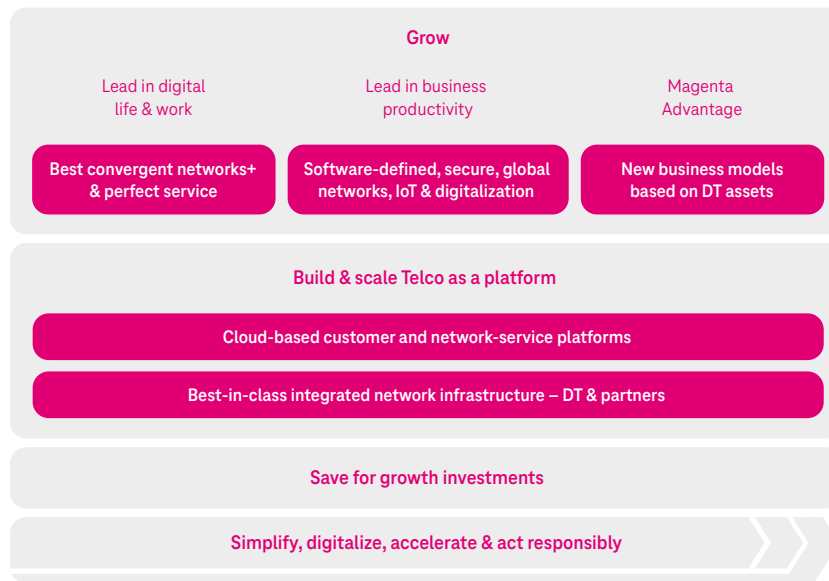 Grow
Lead in digital
life & work
Lead in business
productivity
Magenta
Advantage
Best convergent networks+
& perfect service
Software-defined, secure, global
networks, IoT & digitalization
New business models
based on DT assets
Build & scale Telco as a platform
Cloud-based customer and network-service platforms
Best-in-class integrated network infrastructure – DT & partners
Save for growth investments
Simplify, digitalize, accelerate & act responsibly